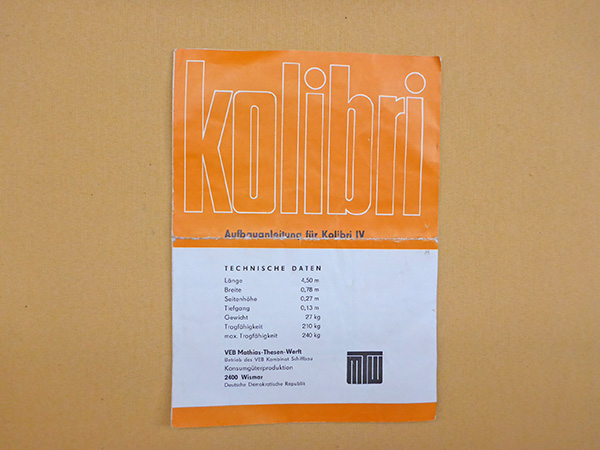 kolibri
Aufbauanleitung für Kolibri IV
TECHNISCHE DATEN
Länge 4,50 m
Breite 0,78 m
Seitenhöhe 0,27 m
Tiefgang 0,13 m
Gewicht 27 kg
Tragfähigkeit 210 kg
max. Tragfähigkeit 240 kg
VEB Mathias-Thesen-Werft
Betrieb des VEB Kombinat Schiffbau
Konsumgüterproduktion
2400 Wismar
Deutsche Demokratische Republik
MTW